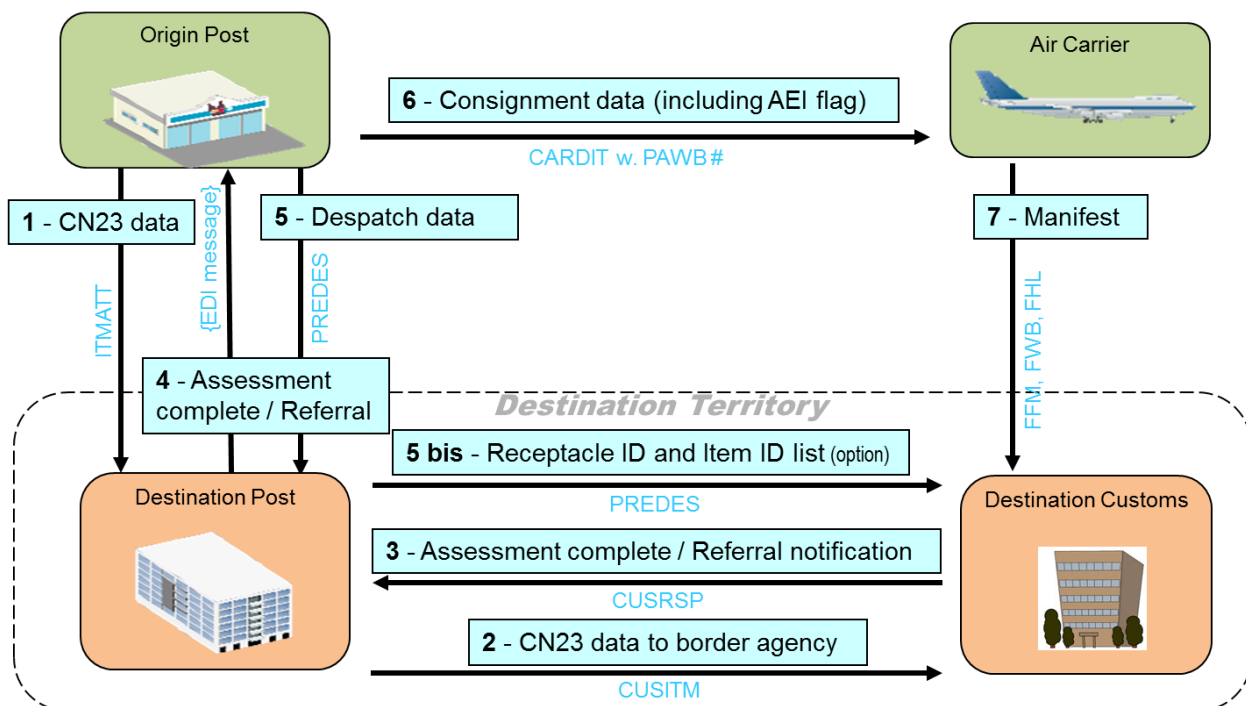 Origin Post
Air Carrier
6 - Consignment data (including AEI flag)
CARDIT w. PAWB #
1 - CN23 data
5 - Despatch data
7 - Manifest
ITMATT
{EDI message}
PREDES
FFM, FWB, FHL
4 - Assessment
complete / Referral
Destination Territory
5 bis - Receptacle ID and Item ID list (option)
PREDES
Destination Post
Destination Customs
3 - Assessment complete / Referral notification
CUSRSP
2 - CN23 data to border agency
CUSITM